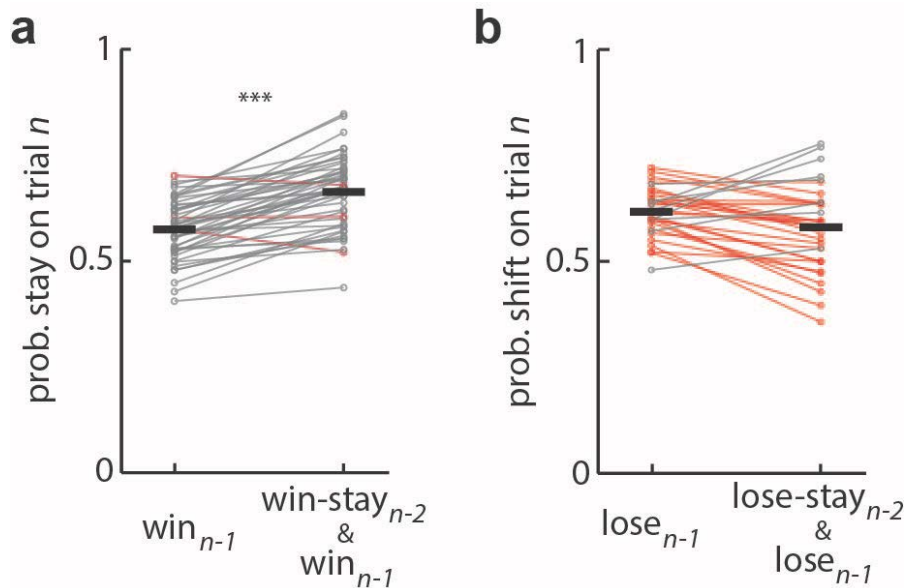 a
prob. stay on trial n
1
0.5
0
***
win n-1
win-stay n-2
&
win n-1
b
prob. shift on trial n
1
0.5
0
lose n-1
lose-stay n-2
&
lose n-1